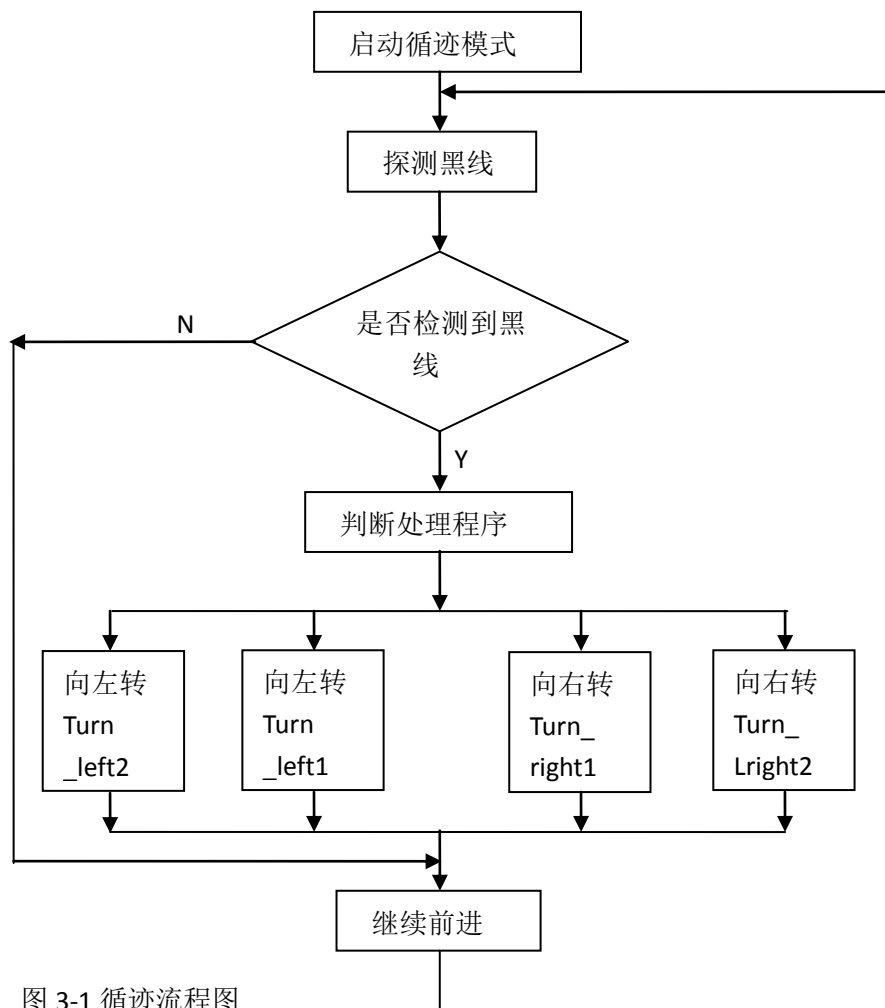 启动循迹模式
探测黑线
是否检测到黑
线
N
Y
判断处理程序
向左转
Turn
_left2
向左转
Turn
_left1
向右转
Turn_
right1
向右转
Turn_
Lright2
继续前进
图 3-1 循迹流程图